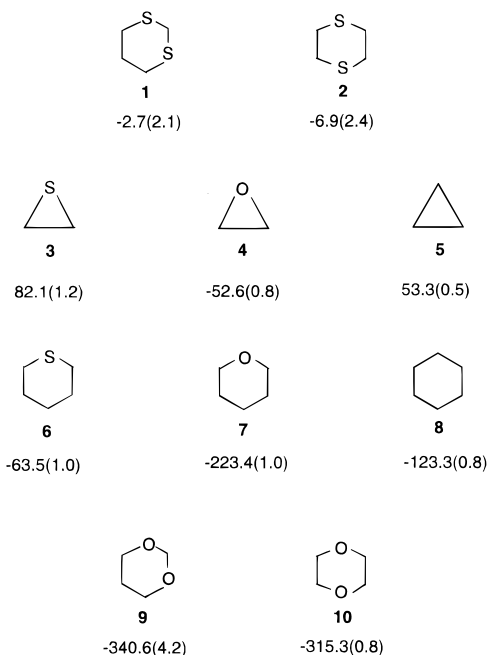 S
S
1
-2.7(2.1)
S
S
2
-6.9(2.4)
S
3
82.1(1.2)
O
4
-52.6(0.8)
5
53.3(0.5)
S
6
-63.5(1.0)
O
7
-223.4(1.0)
8
-123.3(0.8)
O
O
9
-340.6(4.2)
O
O
10
-315.3(0.8)